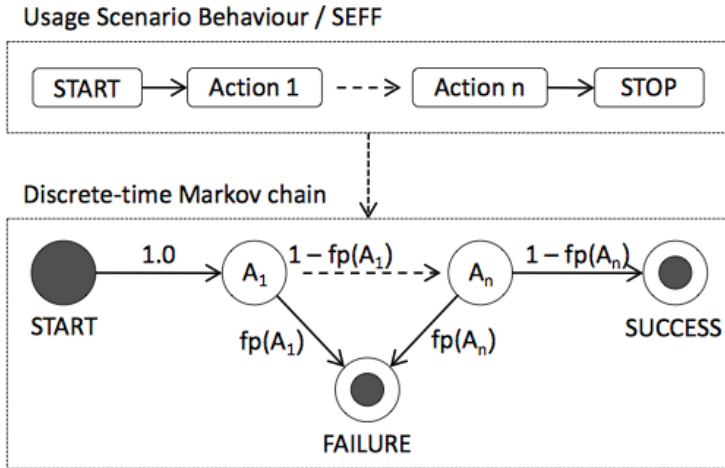 Usage Scenario Behaviour / SEFF
START Action 1 Action n STOP
Discrete-time Markov chain
1.0 1 – fp(A₁) 1 – fp(Aₙ)
A₁ Aₙ
START SUCCESS
fp(A₁) fp(Aₙ)
FAILURE